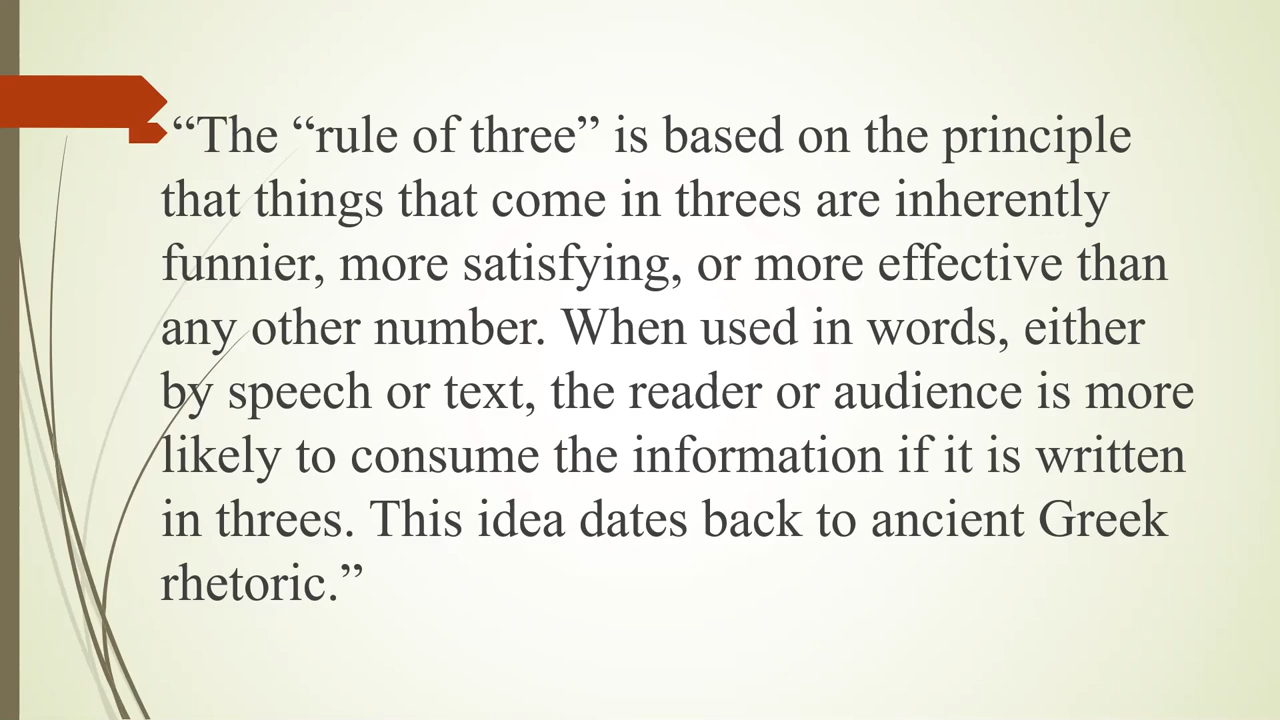 “The “rule of three” is based on the principle
that things that come in threes are inherently
funnier, more satisfying, or more effective than
any other number. When used in words, either
by speech or text, the reader or audience is more
likely to consume the information if it is written
in threes. This idea dates back to ancient Greek
rhetoric.”